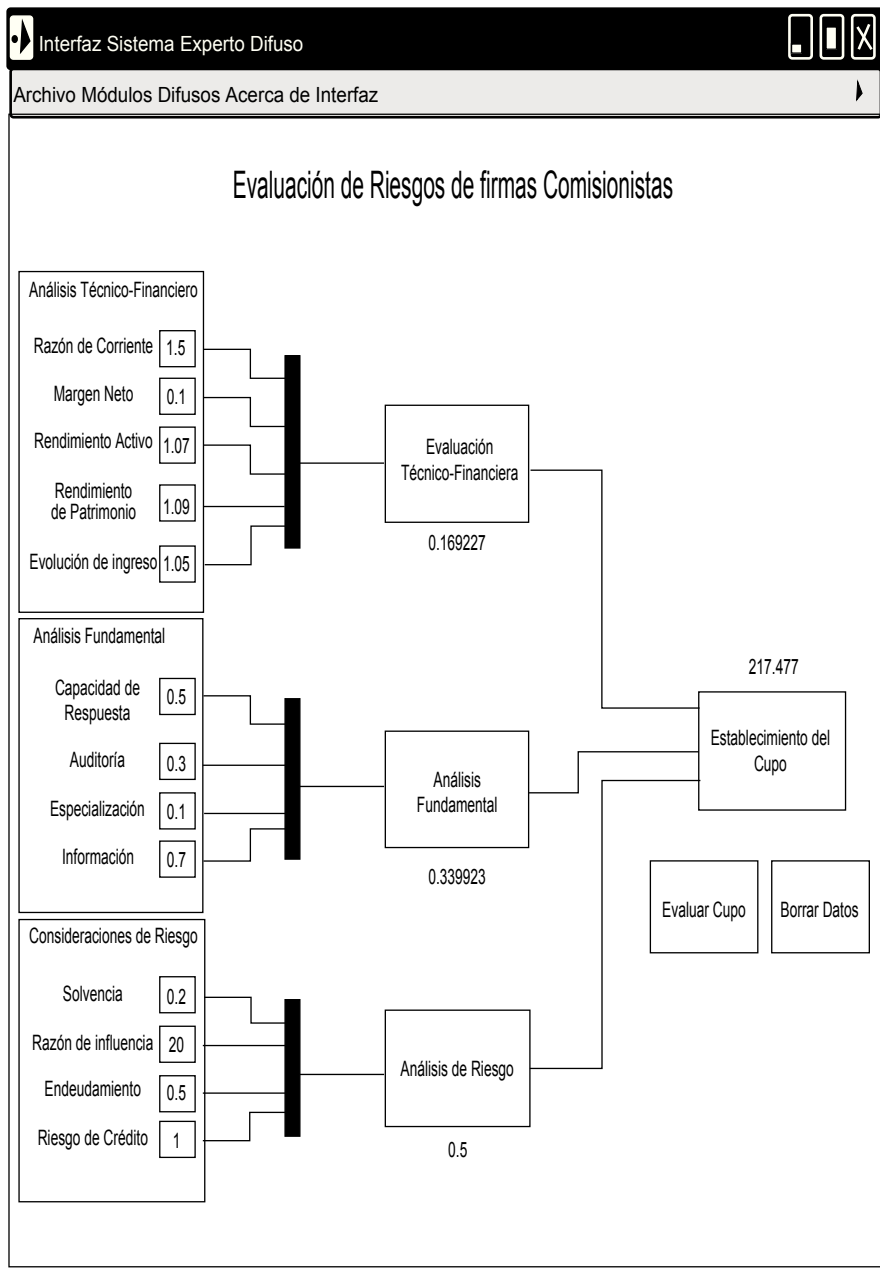 Interfaz Sistema Experto Difuso
Archivo Módulos Difusos Acerca de Interfaz
Evaluación de Riesgos de firmas Comisionistas
Análisis Técnico-Financiero
Razón de Corriente 1.5
Margen Neto 0.1
Rendimiento Activo 1.07
Rendimiento
de Patrimonio 1.09
Evolución de ingreso 1.05
Evaluación
Técnico-Financiera
0.169227
Análisis Fundamental
Capacidad de
Respuesta 0.5
Auditoría 0.3
Especialización 0.1
Información 0.7
Análisis
Fundamental
0.339923
217.477
Establecimiento del
Cupo
Evaluar Cupo
Borrar Datos
Consideraciones de Riesgo
Solvencia 0.2
Razón de influencia 20
Endeudamiento 0.5
Riesgo de Crédito 1
Análisis de Riesgo
0.5